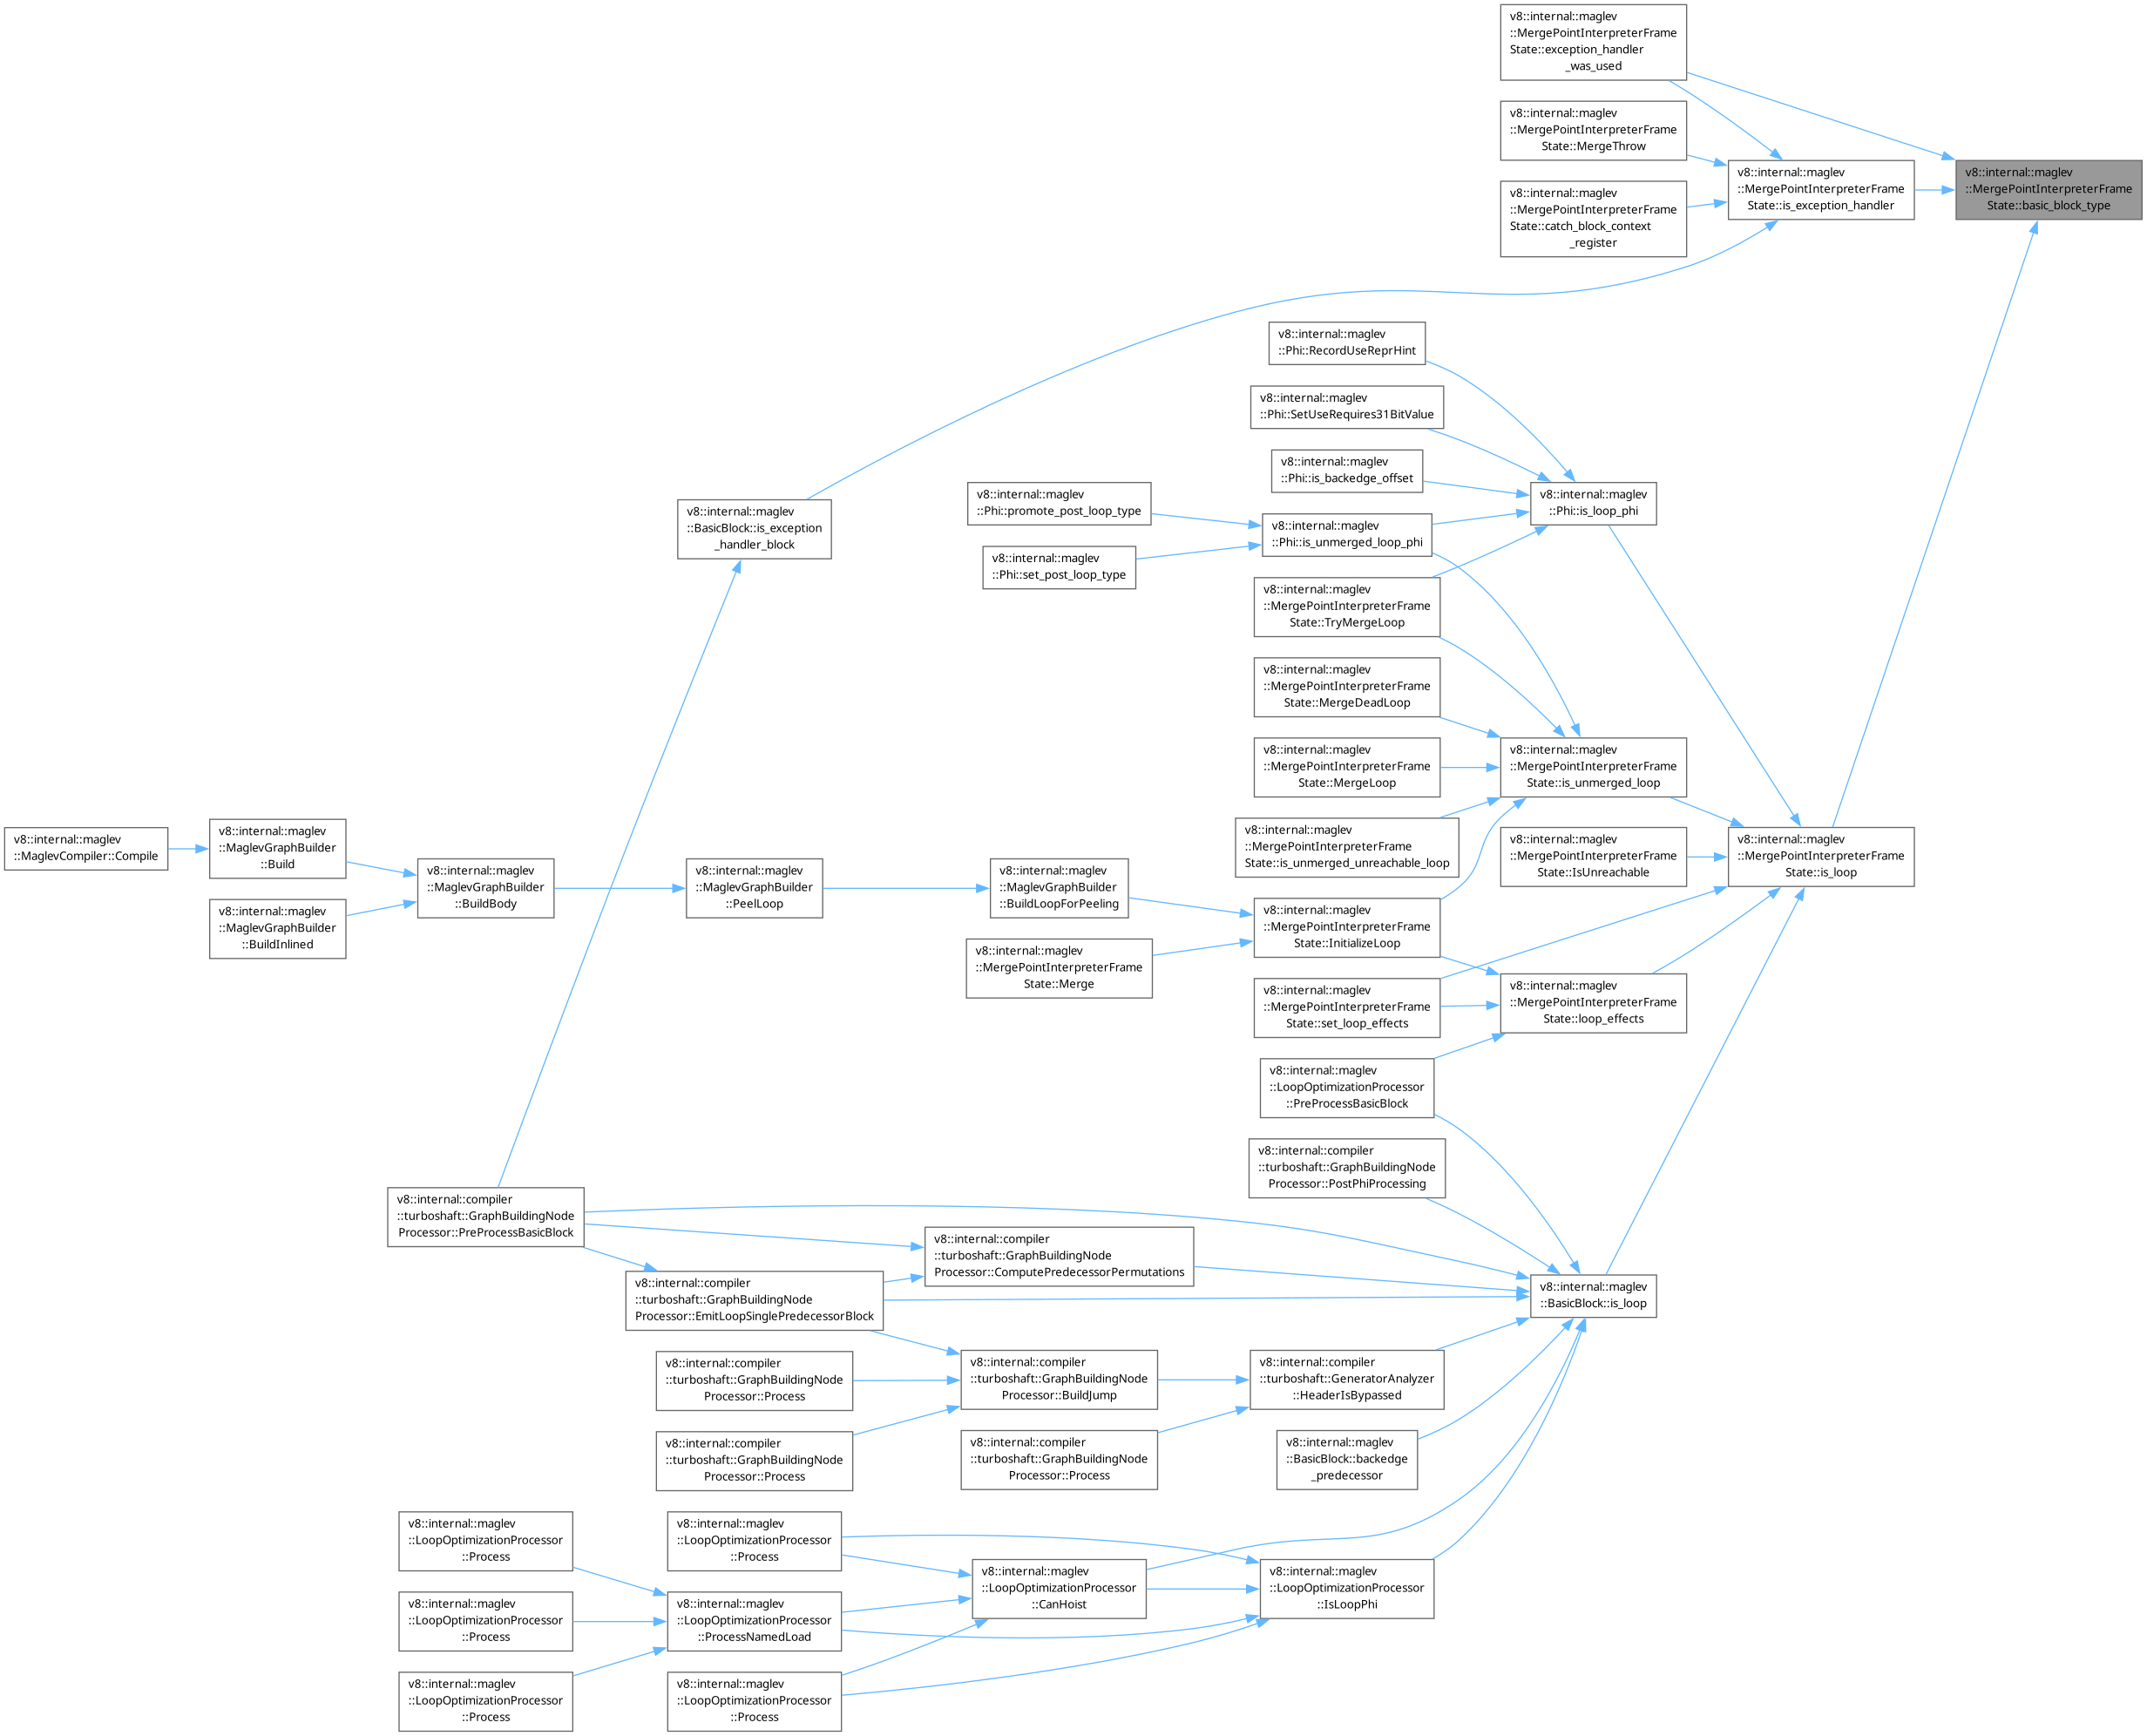 v8::internal::maglev
::MergePointInterpreterFrame
State::exception_handler
_was_used
v8::internal::maglev
::MergePointInterpreterFrame
State::MergeThrow
v8::internal::maglev
::MergePointInterpreterFrame
State::is_exception_handler
v8::internal::maglev
::MergePointInterpreterFrame
State::basic_block_type
v8::internal::maglev
::MergePointInterpreterFrame
State::catch_block_context
_register
v8::internal::maglev
::Phi::RecordUseReprHint
v8::internal::maglev
::Phi::SetUseRequires31BitValue
v8::internal::maglev
::Phi::is_backedge_offset
v8::internal::maglev
::Phi::is_loop_phi
v8::internal::maglev
::Phi::promote_post_loop_type
v8::internal::maglev
::BasicBlock::is_exception
_handler_block
v8::internal::maglev
::Phi::is_unmerged_loop_phi
v8::internal::maglev
::Phi::set_post_loop_type
v8::internal::maglev
::MergePointInterpreterFrame
State::TryMergeLoop
v8::internal::maglev
::MergePointInterpreterFrame
State::MergeDeadLoop
v8::internal::maglev
::MergePointInterpreterFrame
State::MergeLoop
v8::internal::maglev
::MergePointInterpreterFrame
State::is_unmerged_loop
v8::internal::maglev
::MergePointInterpreterFrame
State::is_unmerged_unreachable_loop
v8::internal::maglev
::MergePointInterpreterFrame
State::IsUnreachable
v8::internal::maglev
::MergePointInterpreterFrame
State::is_loop
v8::internal::maglev
::MaglevCompiler::Compile
v8::internal::maglev
::MaglevGraphBuilder
::Build
v8::internal::maglev
::MaglevGraphBuilder
::BuildBody
v8::internal::maglev
::MaglevGraphBuilder
::PeelLoop
v8::internal::maglev
::MaglevGraphBuilder
::BuildLoopForPeeling
v8::internal::maglev
::MaglevGraphBuilder
::BuildInlined
v8::internal::maglev
::MergePointInterpreterFrame
State::InitializeLoop
v8::internal::maglev
::MergePointInterpreterFrame
State::Merge
v8::internal::maglev
::MergePointInterpreterFrame
State::set_loop_effects
v8::internal::maglev
::MergePointInterpreterFrame
State::loop_effects
v8::internal::maglev
::LoopOptimizationProcessor
::PreProcessBasicBlock
v8::internal::compiler
::turboshaft::GraphBuildingNode
Processor::PostPhiProcessing
v8::internal::compiler
::turboshaft::GraphBuildingNode
Processor::PreProcessBasicBlock
v8::internal::compiler
::turboshaft::GraphBuildingNode
Processor::ComputePredecessorPermutations
v8::internal::compiler
::turboshaft::GraphBuildingNode
Processor::EmitLoopSinglePredecessorBlock
v8::internal::maglev
::BasicBlock::is_loop
v8::internal::compiler
::turboshaft::GraphBuildingNode
Processor::Process
v8::internal::compiler
::turboshaft::GraphBuildingNode
Processor::BuildJump
v8::internal::compiler
::turboshaft::GeneratorAnalyzer
::HeaderIsBypassed
v8::internal::compiler
::turboshaft::GraphBuildingNode
Processor::Process
v8::internal::compiler
::turboshaft::GraphBuildingNode
Processor::Process
v8::internal::maglev
::BasicBlock::backedge
_predecessor
v8::internal::maglev
::LoopOptimizationProcessor
::Process
v8::internal::maglev
::LoopOptimizationProcessor
::Process
v8::internal::maglev
::LoopOptimizationProcessor
::CanHoist
v8::internal::maglev
::LoopOptimizationProcessor
::IsLoopPhi
v8::internal::maglev
::LoopOptimizationProcessor
::Process
v8::internal::maglev
::LoopOptimizationProcessor
::ProcessNamedLoad
v8::internal::maglev
::LoopOptimizationProcessor
::Process
v8::internal::maglev
::LoopOptimizationProcessor
::Process